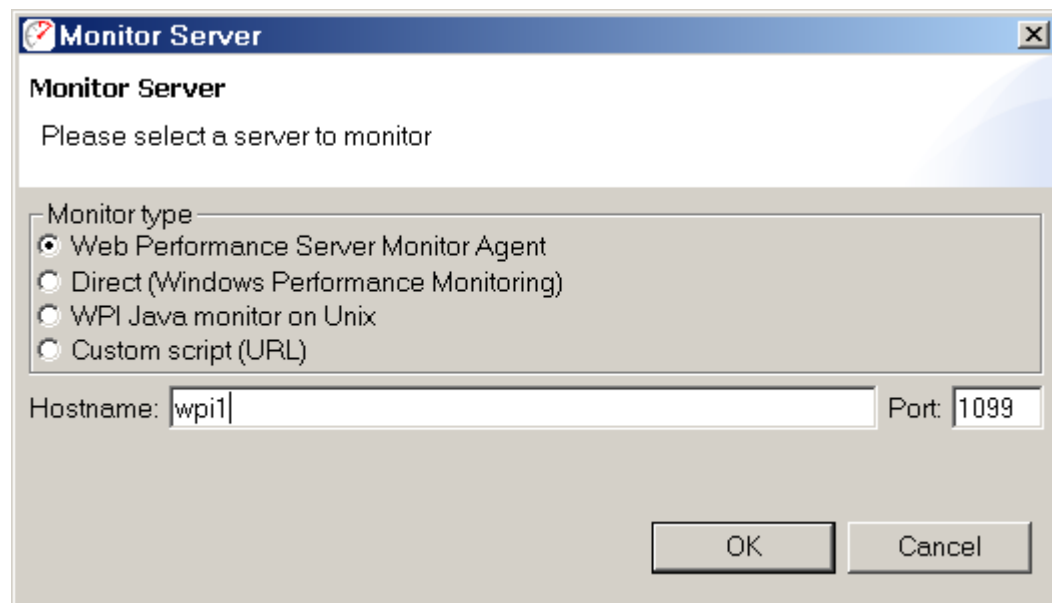 Monitor Server
Monitor Server
Please select a server to monitor
Monitor type
Web Performance Server Monitor Agent
Direct (Windows Performance Monitoring)
WPI Java monitor on Unix
Custom script (URL)
Hostname: wpi1 Port: 1099
OK Cancel